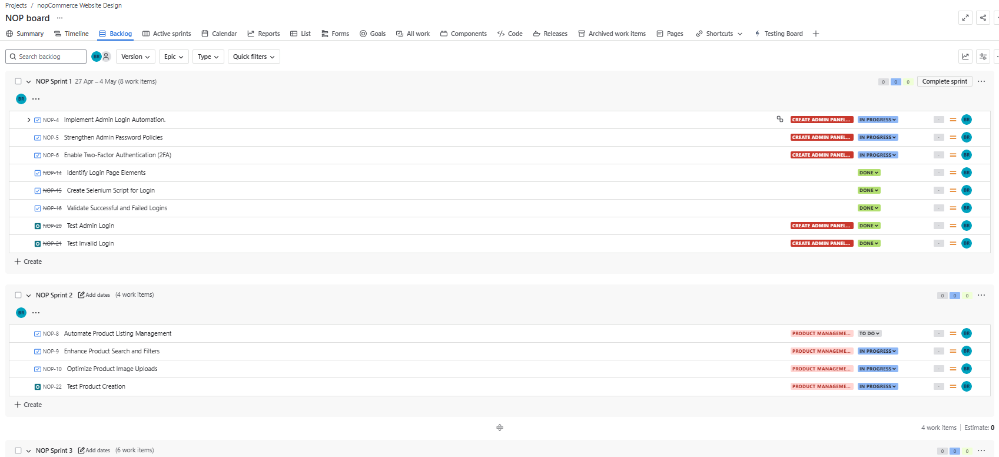 Projects / nopCommerce Website Design
NOP board ...
Summary Timeline Backlog Active sprints Calendar Reports List Forms Goals All work Components Code Releases Archived work items Pages Shortcuts Testing Board
Search backlog BR Version Epic Type Quick filters
NOP Sprint 1 27 Apr – 4 May (8 work items) 0 0 0 Complete sprint ...
BR ...
NOP-4 Implement Admin Login Automation. CREATE ADMIN PANEL... IN PROGRESS - BR
NOP-5 Strengthen Admin Password Policies CREATE ADMIN PANEL... IN PROGRESS - BR
NOP-6 Enable Two-Factor Authentication (2FA) CREATE ADMIN PANEL... IN PROGRESS - BR
NOP-14 Identify Login Page Elements DONE - BR
NOP-15 Create Selenium Script for Login DONE - BR
NOP-16 Validate Successful and Failed Logins DONE - BR
NOP-20 Test Admin Login CREATE ADMIN PANEL... DONE - BR
NOP-21 Test Invalid Login CREATE ADMIN PANEL... DONE - BR
+ Create
NOP Sprint 2 Add dates (4 work items) 0 0 0 ...
BR ...
NOP-8 Automate Product Listing Management PRODUCT MANAGEME... TO DO - BR
NOP-9 Enhance Product Search and Filters PRODUCT MANAGEME... IN PROGRESS - BR
NOP-10 Optimize Product Image Uploads PRODUCT MANAGEME... IN PROGRESS - BR
NOP-22 Test Product Creation PRODUCT MANAGEME... IN PROGRESS - BR
+ Create
4 work items Estimate: 0
NOP Sprint 3 Add dates (6 work items) 0 0 0 ...